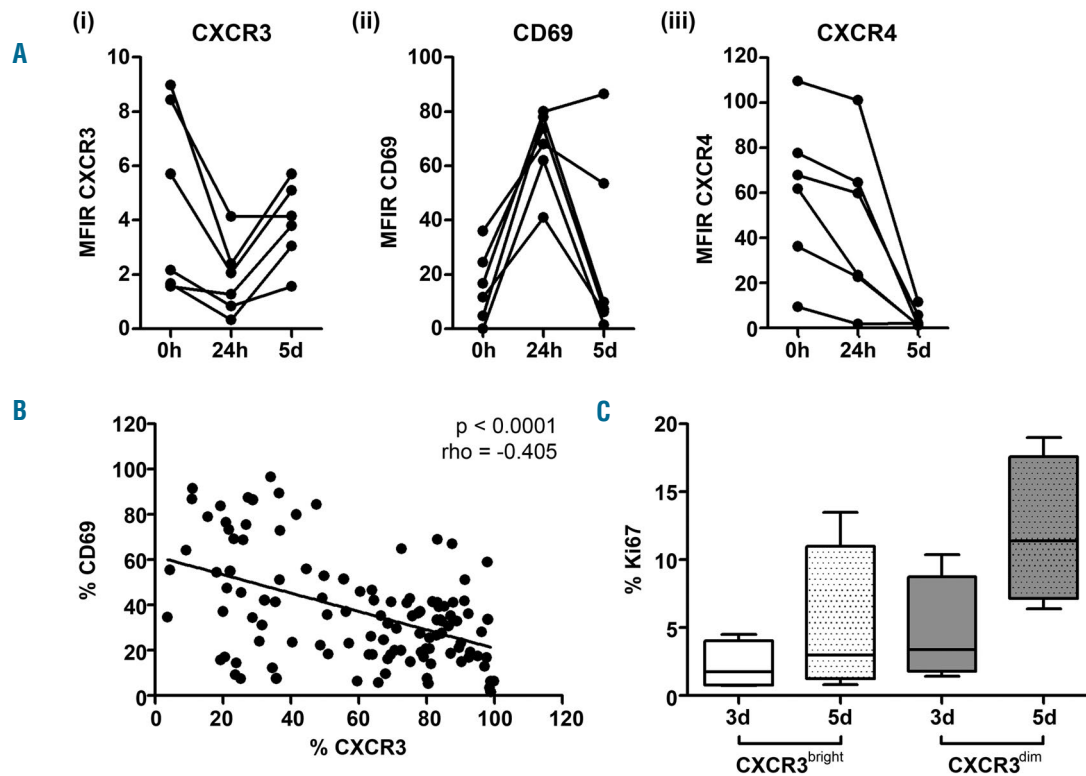 A
(i)
CXCR3
MFIR CXCR3
10
8
6
4
2
0
0h 24h 5d
(ii)
CD69
MFIR CD69
100
80
60
40
20
0
0h 24h 5d
(iii)
CXCR4
MFIR CXCR4
120
100
80
60
40
20
0
0h 24h 5d
B
p < 0.0001
rho = -0.405
% CD69
120
100
80
60
40
20
0
0 20 40 60 80 100 120
% CXCR3
C
% Ki67
20
15
10
5
0
3d 5d 3d 5d
CXCR3bright CXCR3dim